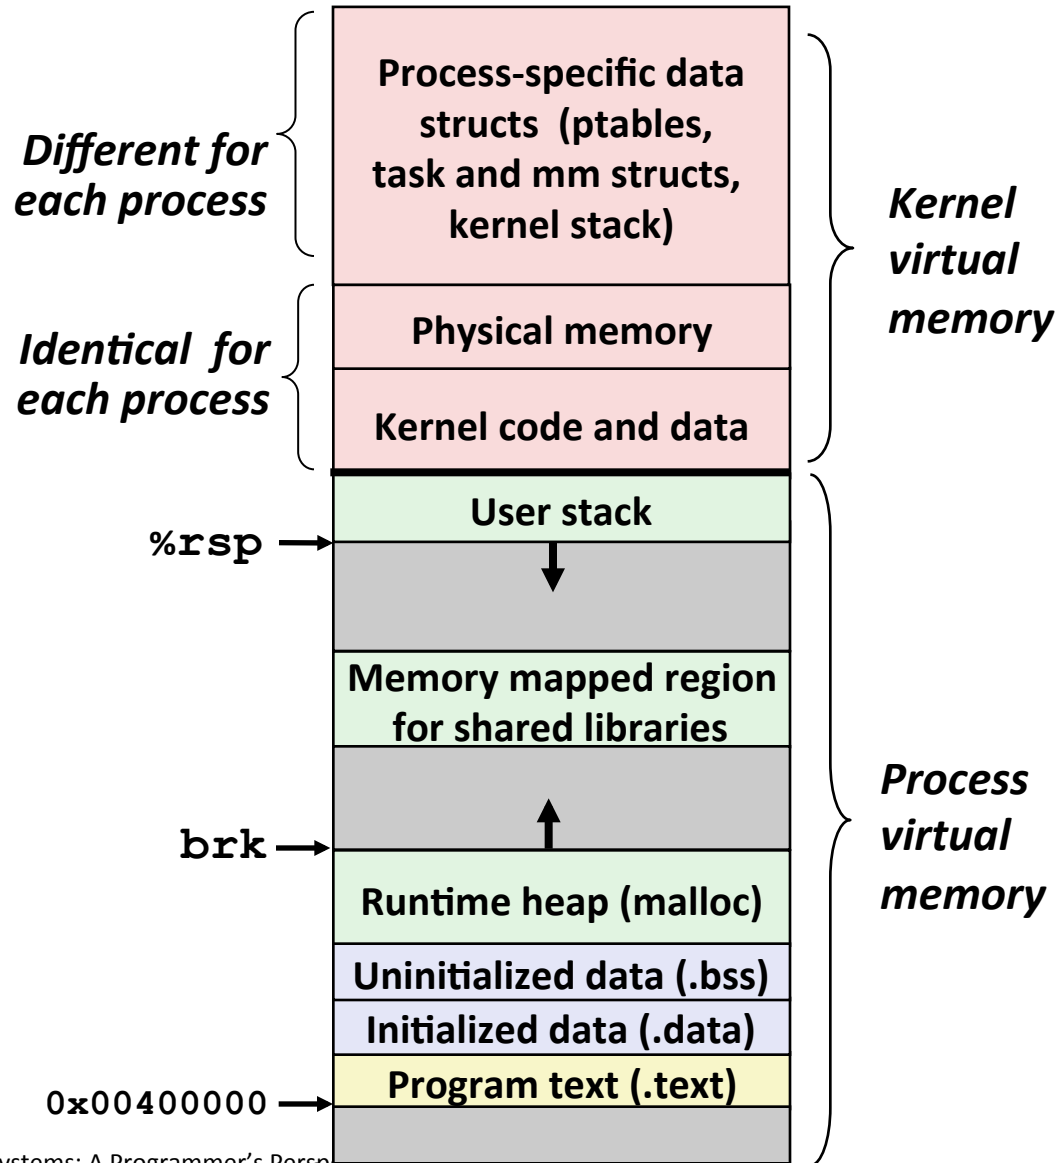 Process-specific data
structs (ptables,
task and mm structs,
kernel stack)
Different for
each process
Kernel
virtual
memory
Physical memory
Identical for
each process
Kernel code and data
User stack
%rsp
Memory mapped region
for shared libraries
Process
virtual
memory
brk
Runtime heap (malloc)
Uninitialized data (.bss)
Initialized data (.data)
Program text (.text)
0x00400000
A Programmer's